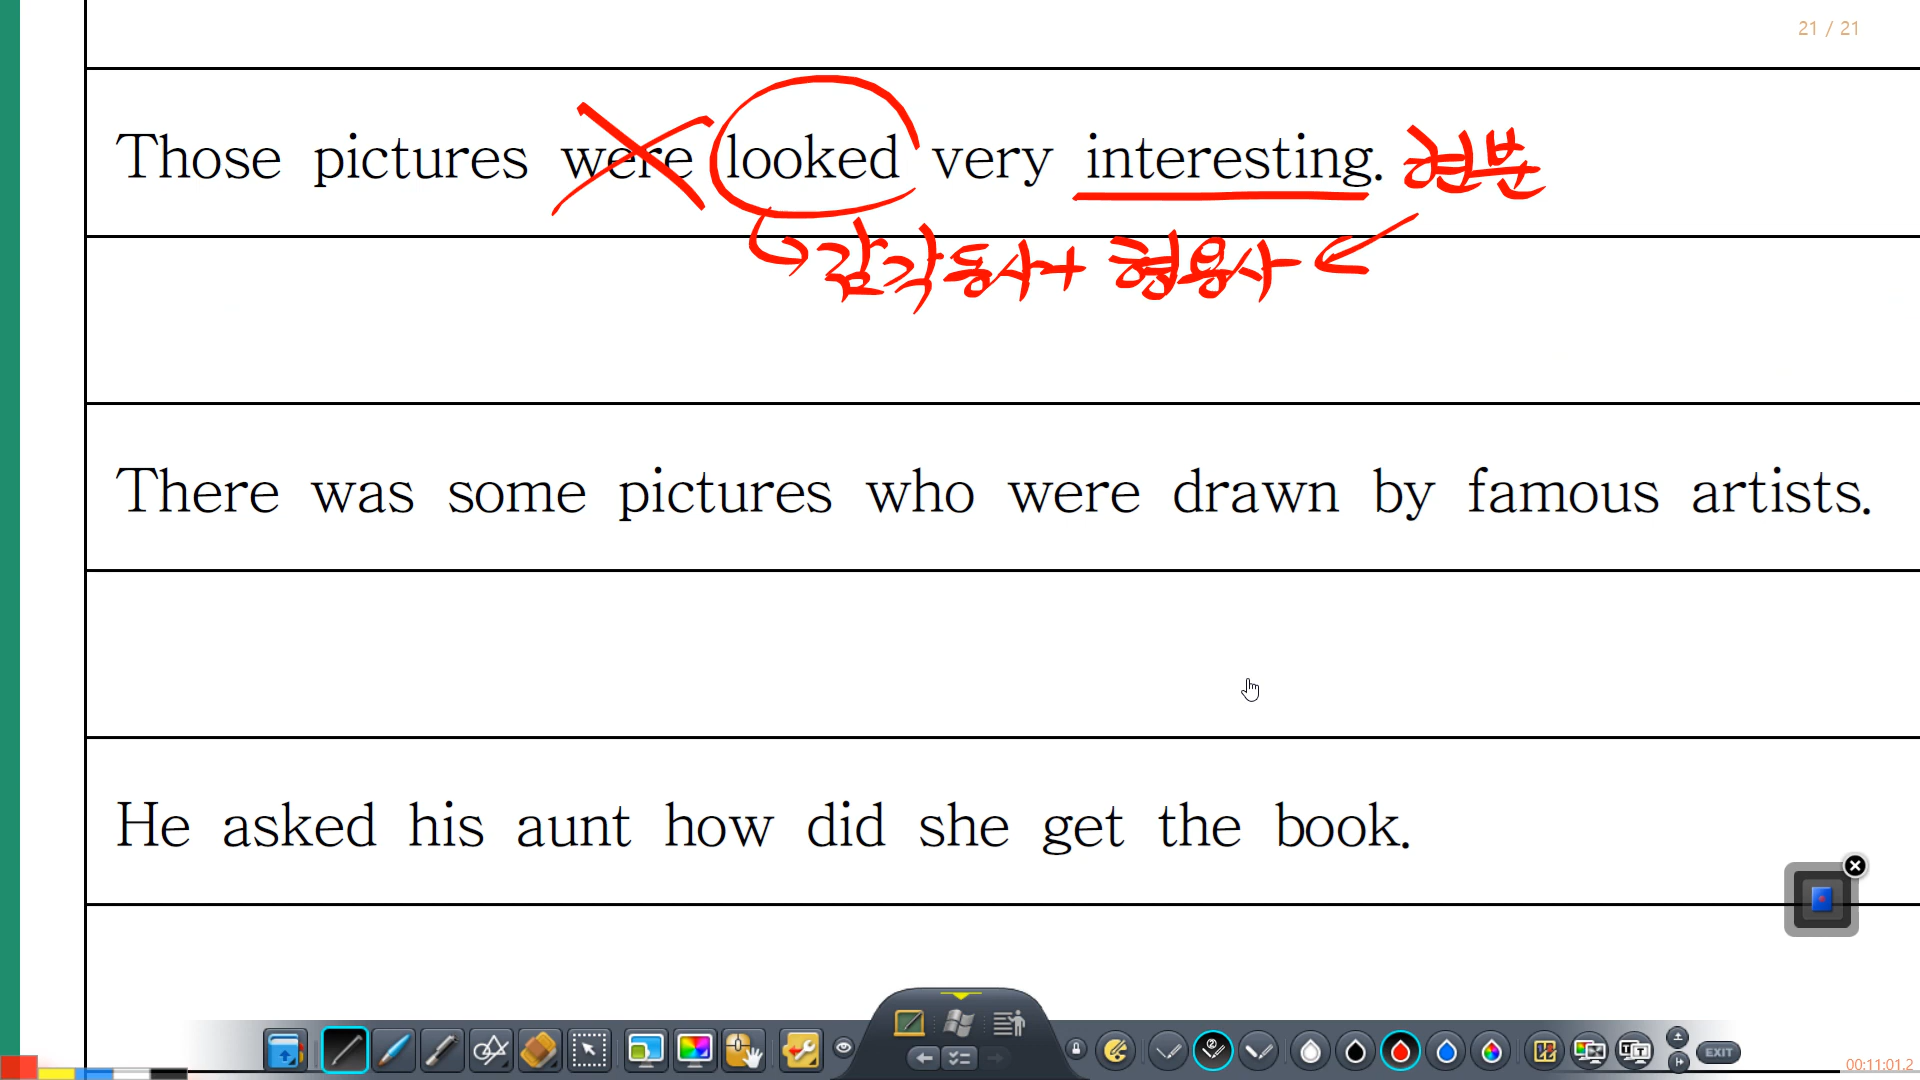 21 / 21
Those pictures were looked very interesting. 현분
감각동사+ 형용사
There was some pictures who were drawn by famous artists.
He asked his aunt how did she get the book.
EXIT
00:11:01.2